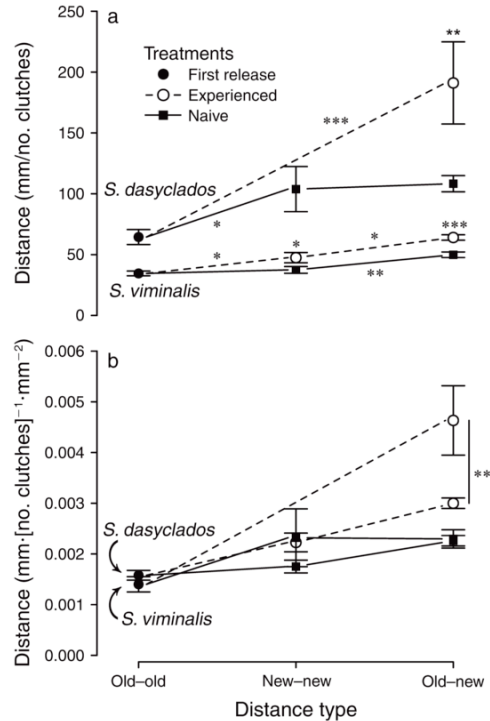 a
250
200
150
100
50
0
Distance (mm/no. clutches)
Treatments
First release
Experienced
Naive
**
***
S. dasyclados
*
*
*
*
***
**
S. viminalis
b
0.006
0.005
0.004
0.003
0.002
0.001
0.000
Distance (mm·[no. clutches]⁻¹·mm⁻²)
**
S. dasyclados
S. viminalis
Old–old
New–new
Old–new
Distance type